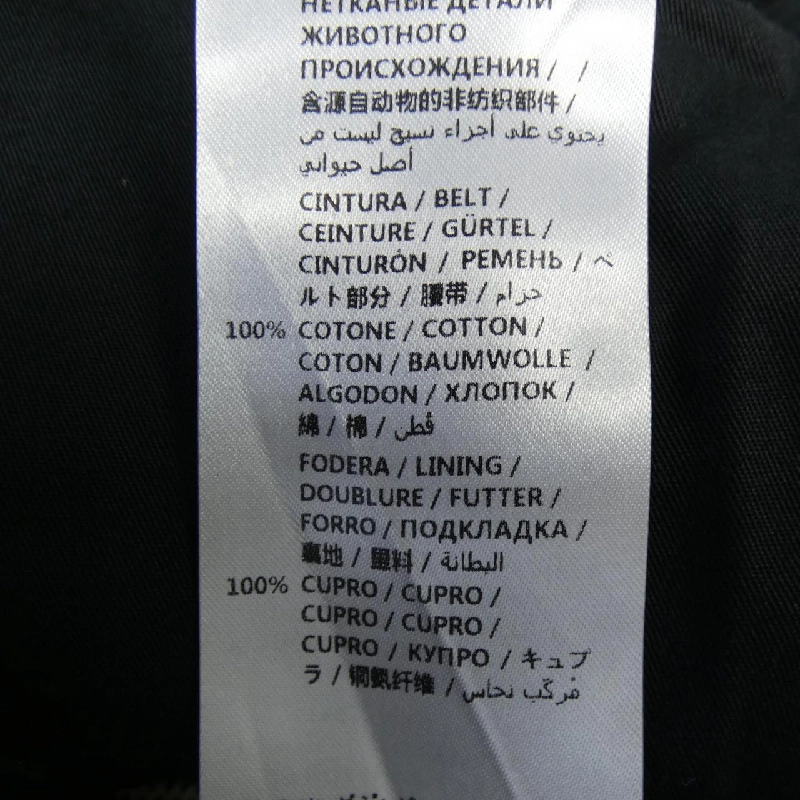 НЕТКАНЫЕ ДЕТАЛИ
ЖИВОТНОГО
ПРОИСХОЖДЕНИЯ / /
含源自动物的非纺织部件 /
يحتوي على أجزاء نسيج ليست من
أصل حيواني
CINTURA / BELT /
CEINTURE / GÜRTEL /
CINTURÓN / РЕМЕНЬ / ベ
ルト部分 / 腰带 / حزام
100% COTONE / COTTON /
COTON / BAUMWOLLE /
ALGODON / ХЛОПОК /
綿 / 棉 / قطن
FODERA / LINING /
DOUBLURE / FUTTER /
FORRO / ПОДКЛАДКА /
裏地 / 里料 / البطانة
100% CUPRO / CUPRO /
CUPRO / CUPRO /
CUPRO / КУПРО / キュプ
ラ / 铜氨纤维 / مركب نحاس